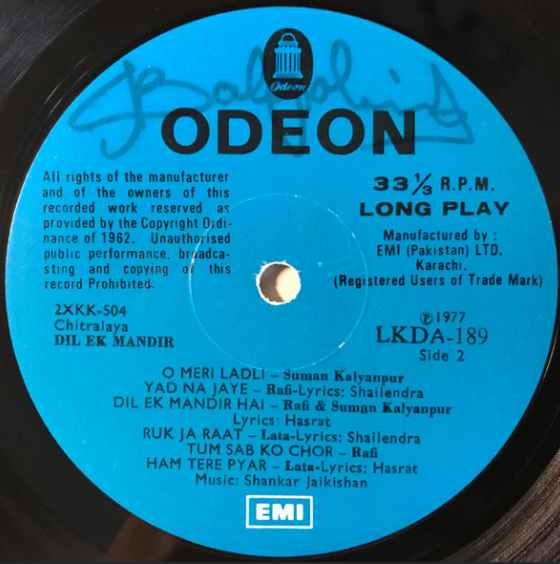 Odeon
ODEON
All rights of the manufacturer
and of the owners of this
recorded work reserved as
provided by the Copyright Ordi-
nance of 1962. Unauthorised
public performance, broadca-
sting and copying of this
record Prohibited.
33⅓ R.P.M.
LONG PLAY
Manufactured by :
EMI (Pakistan) LTD.
Karachi.
(Registered Users of Trade Mark)
2XKK-504
Chitralaya
DIL EK MANDIR
℗1977
LKDA-189
Side 2
O MERI LADLI – Suman Kalyanpur
YAD NA JAYE – Rafi-Lyrics: Shailendra
DIL EK MANDIR HAI – Rafi & Suman Kalyanpur
Lyrics: Hasrat
RUK JA RAAT – Lata-Lyrics: Shailendra
TUM SAB KO CHOR – Rafi
HAM TERE PYAR – Lata-Lyrics: Hasrat
Music: Shankar Jaikishan
EMI